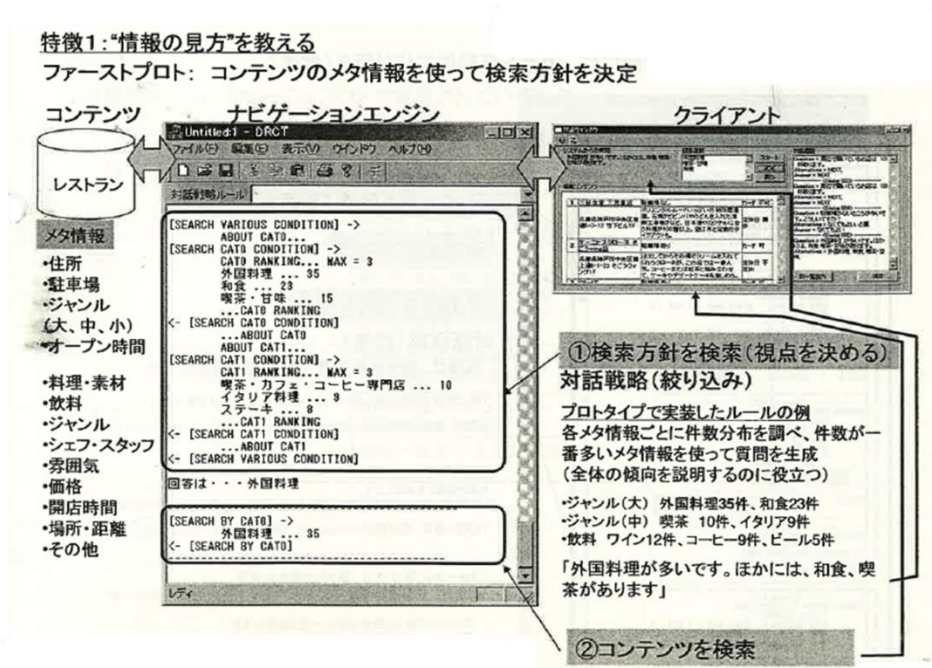 特徴1:“情報の見方”を教える
ファーストプロト: コンテンツのメタ情報を使って検索方針を決定
コンテンツ
ナビゲーションエンジン
クライアント
レストラン
メタ情報
・住所
・駐車場
・ジャンル
(大、中、小)
・オープン時間
・料理・素材
・飲料
・ジャンル
・シェフ・スタッフ
・雰囲気
・価格
・開店時間
・場所・距離
・その他
Untitled:1 - DRCT
ファイル(F) 編集(E) 表示(V) ウインドウ ヘルプ(H)
対話戦略ルール
[SEARCH VARIOUS CONDITION] ->
ABOUT CAT0...
[SEARCH CAT0 CONDITION] ->
CAT0 RANKING... MAX = 3
外国料理 ... 35
和食 ... 23
喫茶・甘味 ... 15
...CAT0 RANKING
<- [SEARCH CAT0 CONDITION]
...ABOUT CAT0
ABOUT CAT1...
[SEARCH CAT1 CONDITION] ->
CAT1 RANKING... MAX = 3
喫茶・カフェ・コーヒー専門店 ... 10
イタリア料理 ... 9
ステーキ ... 8
...CAT1 RANKING
<- [SEARCH CAT1 CONDITION]
...ABOUT CAT1
<- [SEARCH VARIOUS CONDITION]
回答は・・・外国料理
[SEARCH BY CAT0] ->
外国料理 ... 35
<- [SEARCH BY CAT0]
レディ
①検索方針を検索(視点を決める)
対話戦略(絞り込み)
プロトタイプで実装したルールの例
各メタ情報ごとに件数分布を調べ、件数が一
番多いメタ情報を使って質問を生成
(全体の傾向を説明するのに役立つ)
・ジャンル(大) 外国料理35件、和食23件
・ジャンル(中) 喫茶 10件、イタリア9件
・飲料 ワイン12件、コーヒー9件、ビール5件
「外国料理が多いです。ほかには、和食、喫
茶があります」
②コンテンツを検索